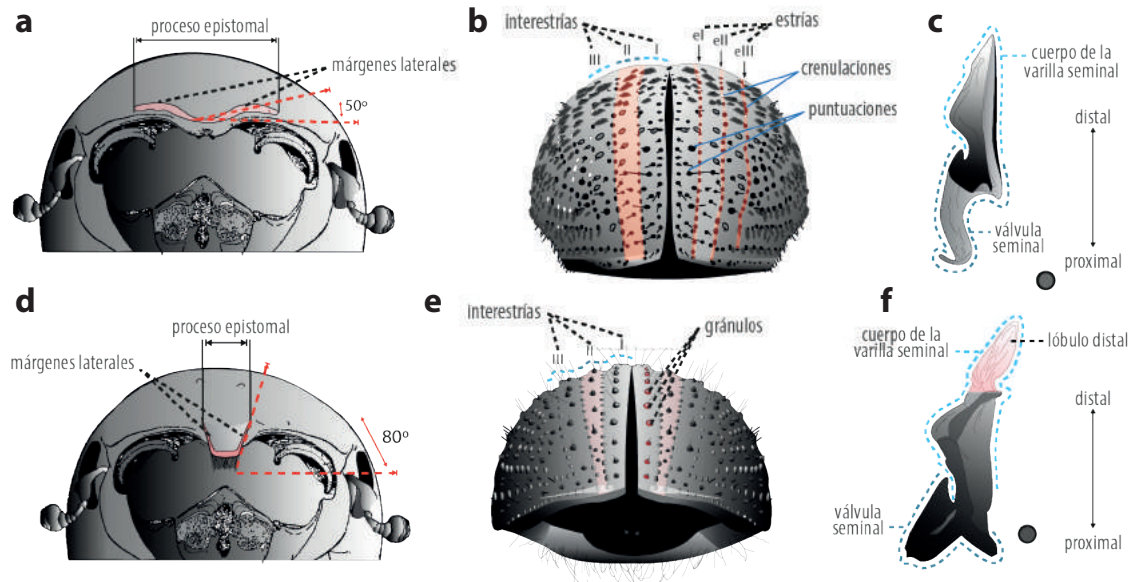 a
proceso epistomal
márgenes laterales
50º
b
interestrías
III
II
I
estrías
eI
eII
eIII
crenulaciones
puntuaciones
c
cuerpo de la
varilla seminal
distal
válvula
seminal
proximal
d
proceso epistomal
márgenes laterales
80º
e
interestrías
III
II
I
gránulos
f
cuerpo de la
varilla seminal
lóbulo distal
distal
válvula
seminal
proximal